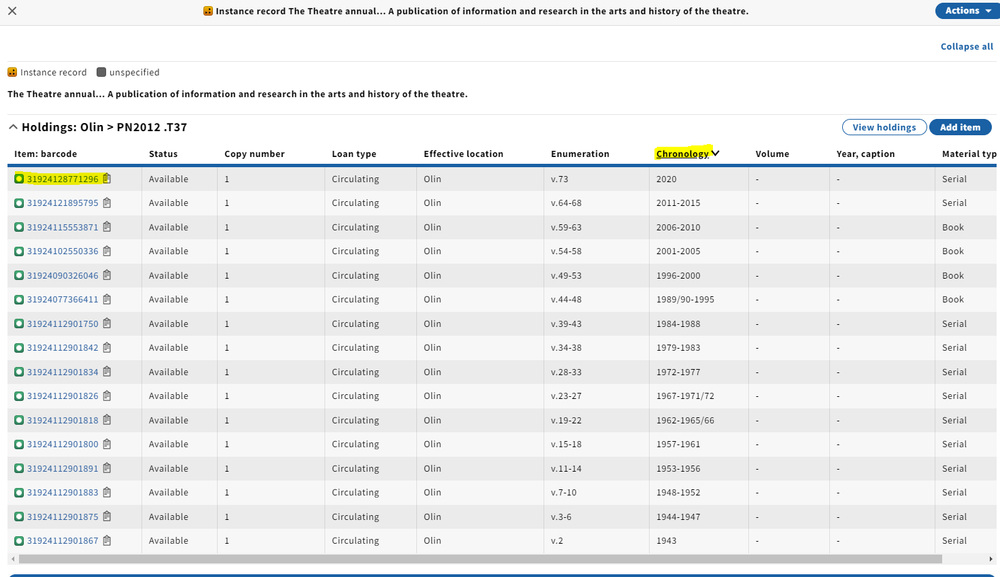 Instance record The Theatre annual... A publication of information and research in the arts and history of the theatre.
Actions
Collapse all
Instance record unspecified
The Theatre annual... A publication of information and research in the arts and history of the theatre.
Holdings: Olin > PN2012 .T37
View holdings Add item
Item: barcode Status Copy number Loan type Effective location Enumeration Chronology Volume Year, caption Material typ
31924128771296 Available 1 Circulating Olin v.73 2020 - - Serial
31924121895795 Available 1 Circulating Olin v.64-68 2011-2015 - - Serial
31924115553871 Available 1 Circulating Olin v.59-63 2006-2010 - - Book
31924102550336 Available 1 Circulating Olin v.54-58 2001-2005 - - Book
31924090326046 Available 1 Circulating Olin v.49-53 1996-2000 - - Book
31924077366411 Available 1 Circulating Olin v.44-48 1989/90-1995 - - Book
31924112901750 Available 1 Circulating Olin v.39-43 1984-1988 - - Serial
31924112901842 Available 1 Circulating Olin v.34-38 1979-1983 - - Serial
31924112901834 Available 1 Circulating Olin v.28-33 1972-1977 - - Serial
31924112901826 Available 1 Circulating Olin v.23-27 1967-1971/72 - - Serial
31924112901818 Available 1 Circulating Olin v.19-22 1962-1965/66 - - Serial
31924112901800 Available 1 Circulating Olin v.15-18 1957-1961 - - Serial
31924112901891 Available 1 Circulating Olin v.11-14 1953-1956 - - Serial
31924112901883 Available 1 Circulating Olin v.7-10 1948-1952 - - Serial
31924112901875 Available 1 Circulating Olin v.3-6 1944-1947 - - Serial
31924112901867 Available 1 Circulating Olin v.2 1943 - - Serial